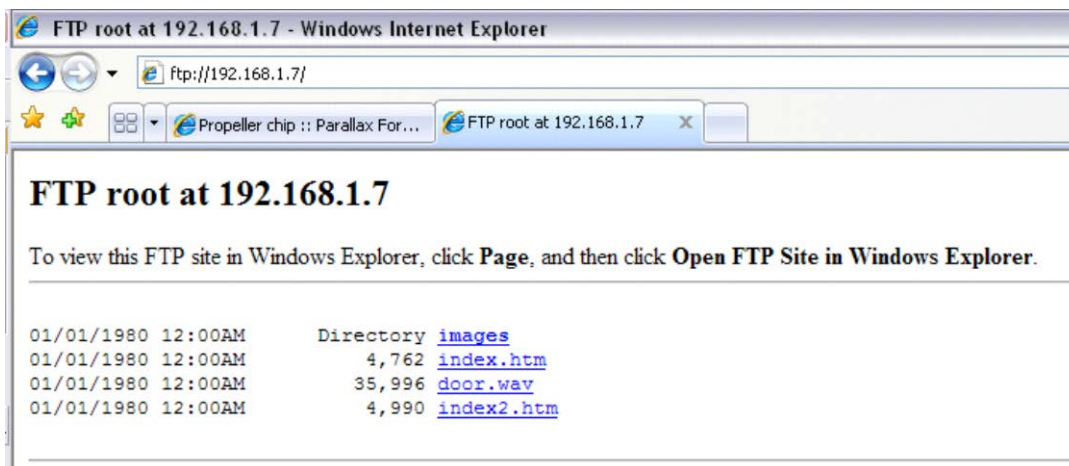 FTP root at 192.168.1.7 - Windows Internet Explorer
ftp://192.168.1.7/
Propeller chip :: Parallax For... FTP root at 192.168.1.7 X
FTP root at 192.168.1.7
To view this FTP site in Windows Explorer, click Page, and then click Open FTP Site in Windows Explorer.
01/01/1980 12:00AM Directory images
01/01/1980 12:00AM 4,762 index.htm
01/01/1980 12:00AM 35,996 door.wav
01/01/1980 12:00AM 4,990 index2.htm